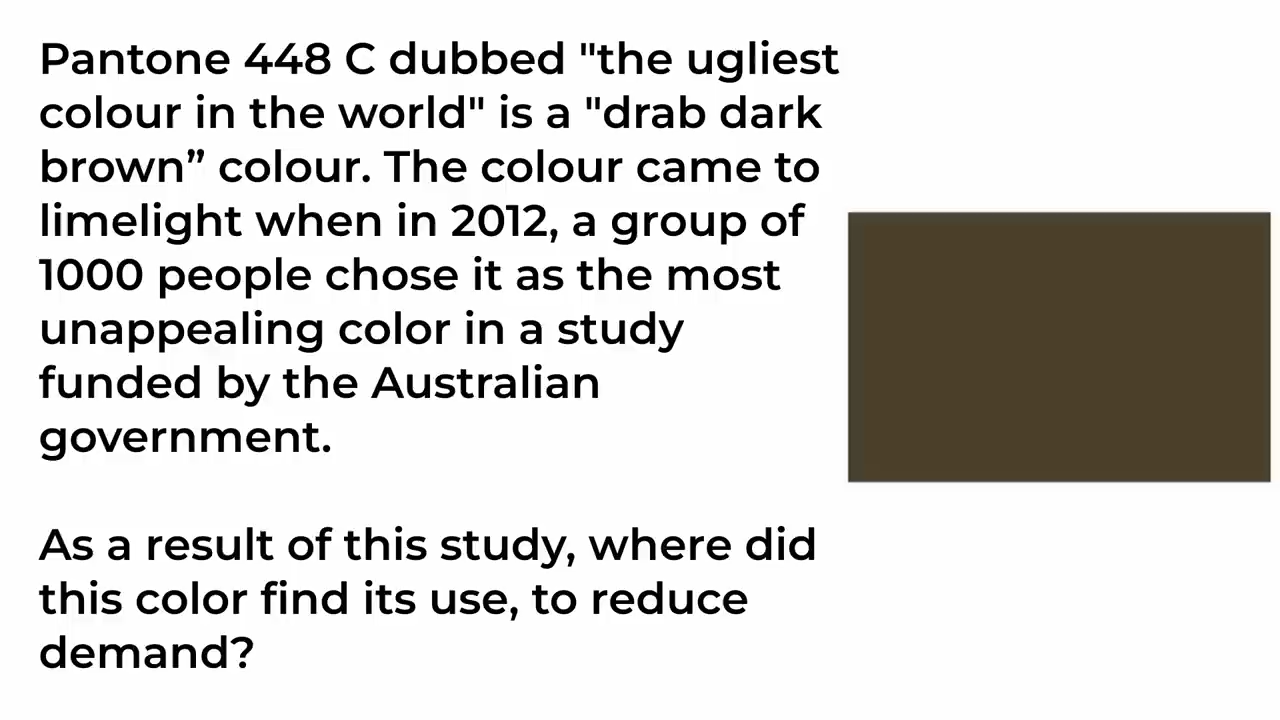 Pantone 448 C dubbed "the ugliest
colour in the world" is a "drab dark
brown” colour. The colour came to
limelight when in 2012, a group of
1000 people chose it as the most
unappealing color in a study
funded by the Australian
government.
As a result of this study, where did
this color find its use, to reduce
demand?